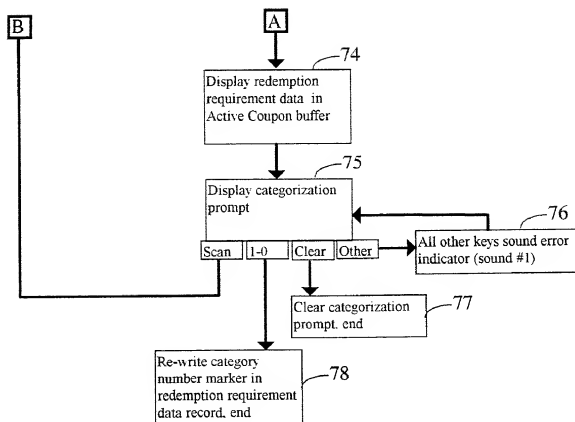 B
A
74
Display redemption
requirement data in
Active Coupon buffer
75
Display categorization
prompt
76
Scan 1-0 Clear Other
All other keys sound error
indicator (sound #1)
77
Clear categorization
prompt, end
78
Re-write category
number marker in
redemption requirement
data record, end